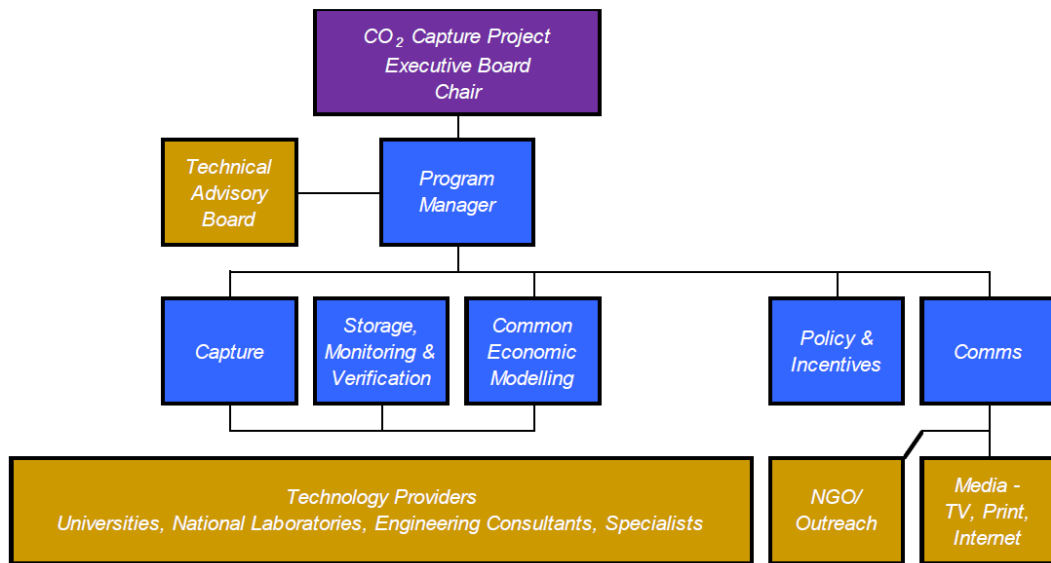 CO₂ Capture Project
Executive Board
Chair
Technical
Advisory
Board
Program
Manager
Capture
Storage,
Monitoring &
Verification
Common
Economic
Modelling
Policy &
Incentives
Comms
Technology Providers
Universities, National Laboratories, Engineering Consultants, Specialists
NGO/
Outreach
Media -
TV, Print,
Internet